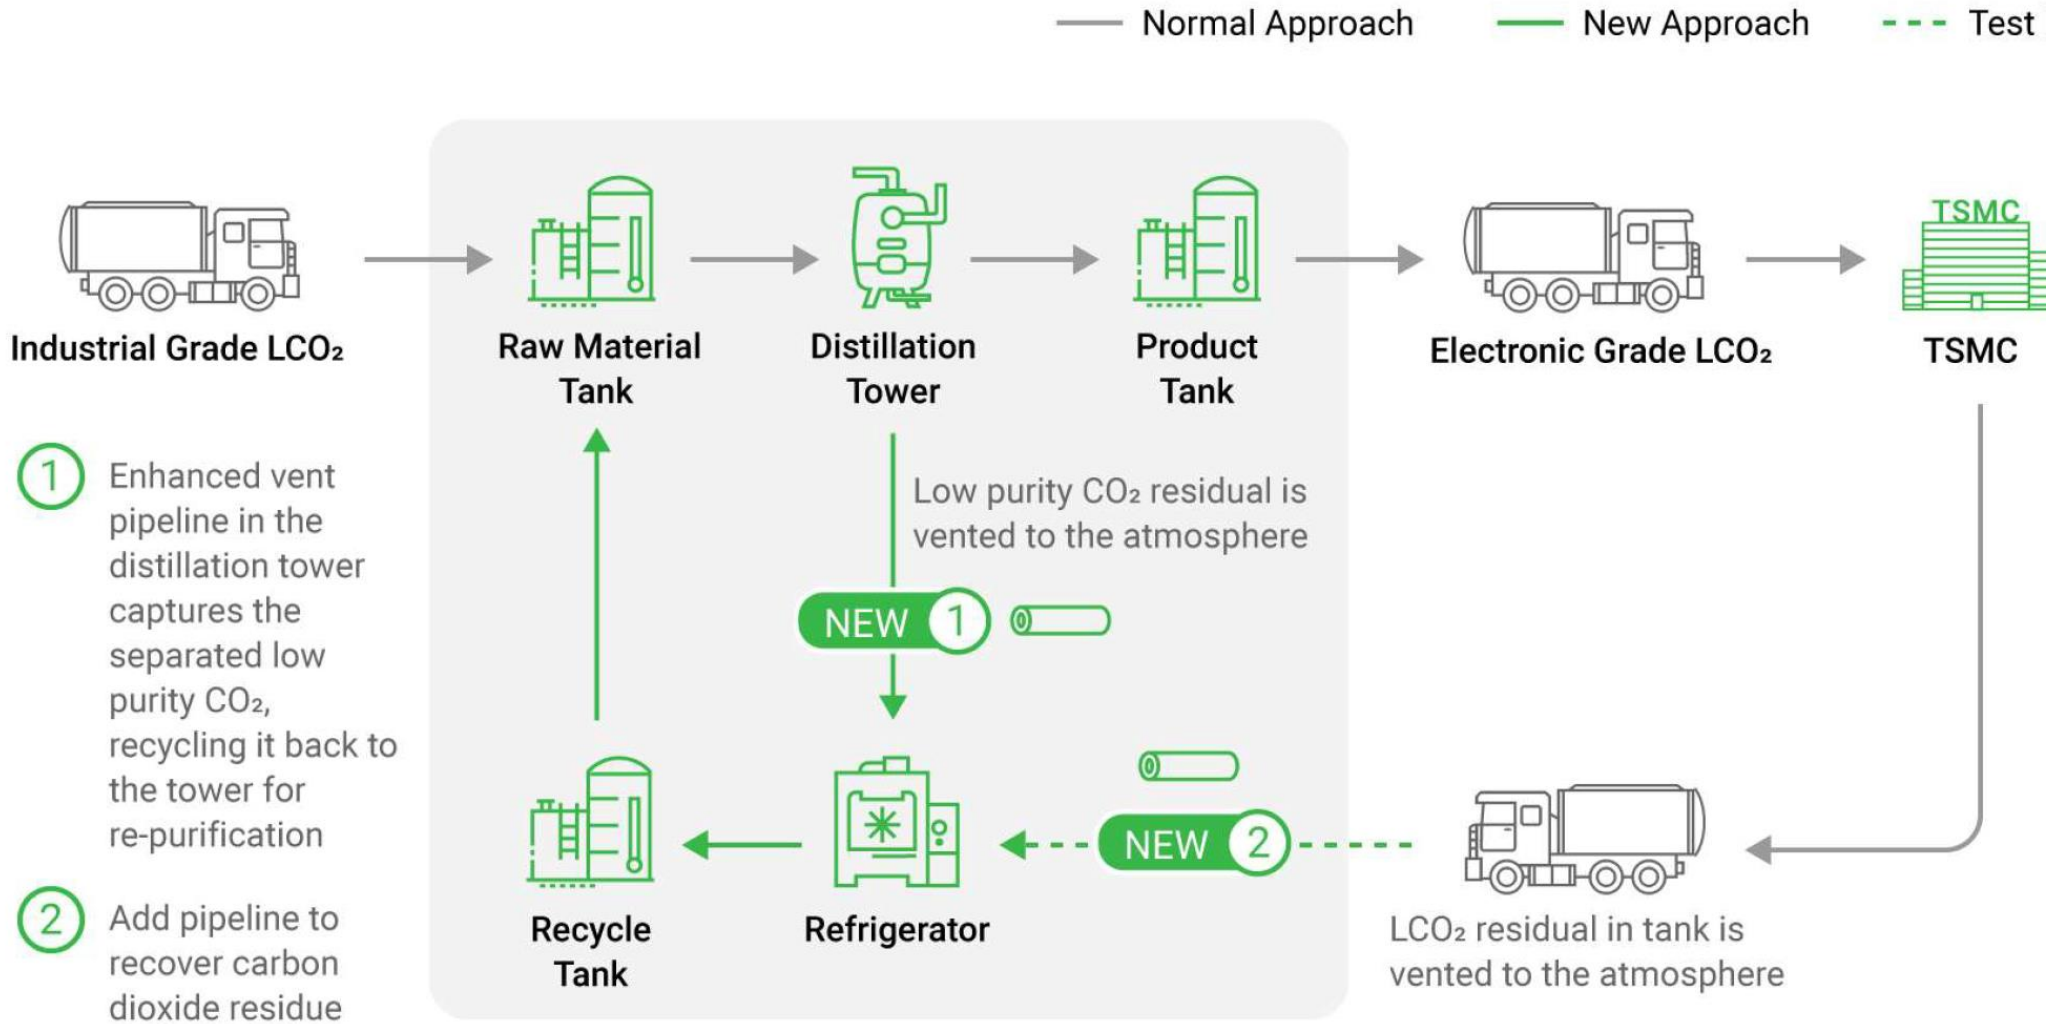 Normal Approach
New Approach
Test
TSMC
Industrial Grade LCO₂
Raw Material
Tank
Distillation
Tower
Product
Tank
Electronic Grade LCO₂
TSMC
1
Enhanced vent
pipeline in the
distillation tower
captures the
separated low
purity CO₂,
recycling it back to
the tower for
re-purification
2
Add pipeline to
recover carbon
dioxide residue
Low purity CO₂ residual is
vented to the atmosphere
NEW 1
NEW 2
Recycle
Tank
Refrigerator
LCO₂ residual in tank is
vented to the atmosphere